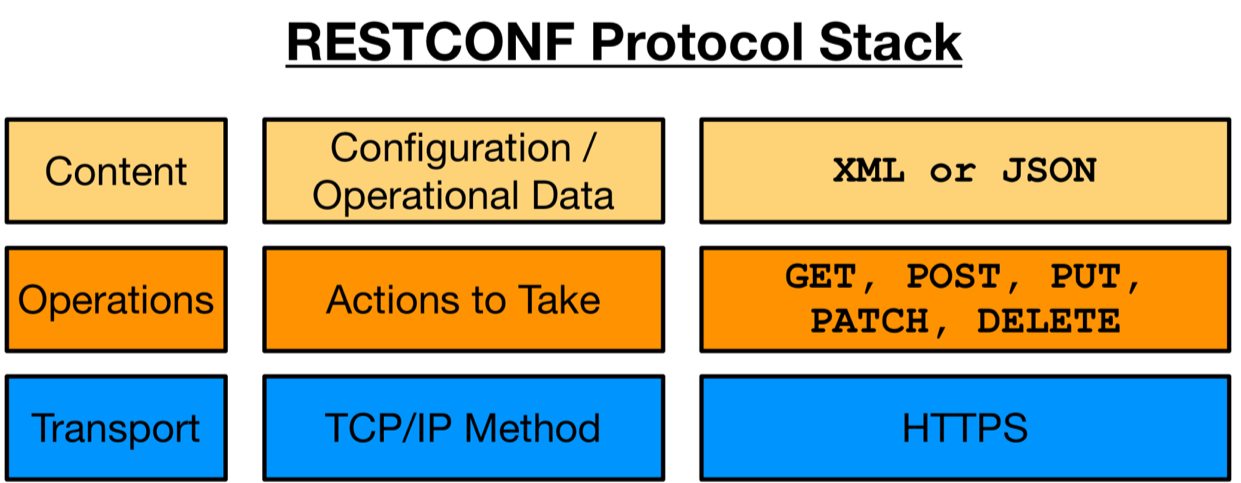 RESTCONF Protocol Stack
Content
Configuration /
Operational Data
XML or JSON
Operations
Actions to Take
GET, POST, PUT,
PATCH, DELETE
Transport
TCP/IP Method
HTTPS